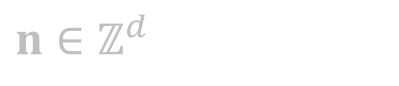 𝐧 ∈ ℤ^𝑑